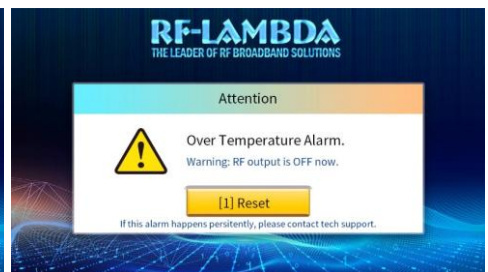 RF-LAMBDA
THE LEADER OF RF BROADBAND SOLUTIONS
Attention
Over Temperature Alarm.
Warning: RF output is OFF now.
[1] Reset
If this alarm happens persitently, please contact tech support.